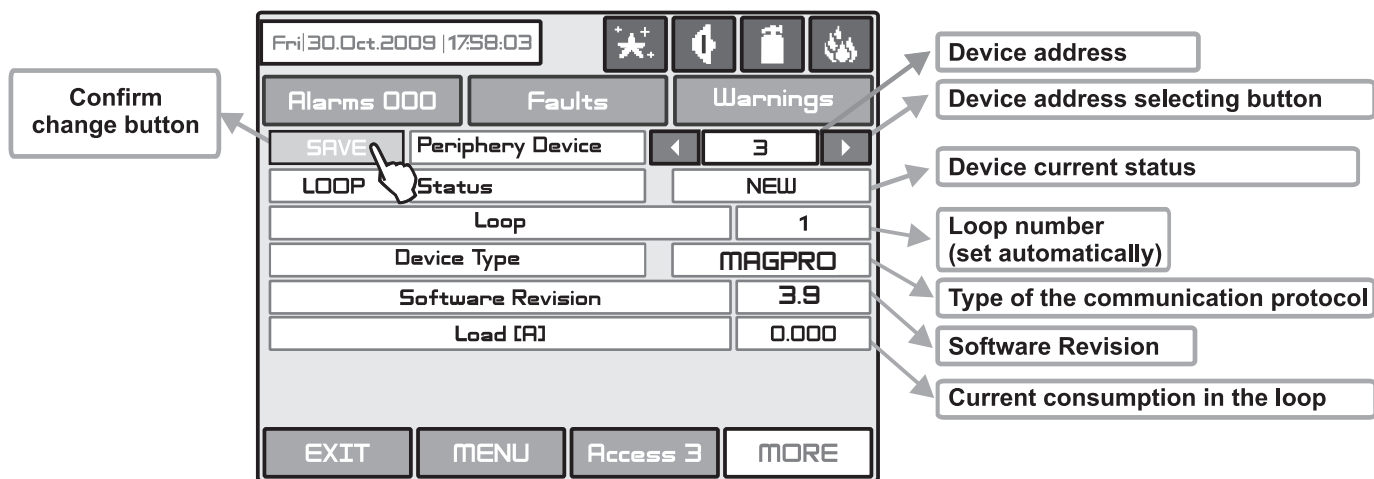 Fri|30.Oct.2009 |17:58:03
Alarms 000
Faults
Warnings
SAVE
Periphery Device
3
LOOP
Status
NEW
Loop
1
Device Type
MAGPRO
Software Revision
3.9
Load [A]
0.000
EXIT
MENU
Access 3
MORE
Confirm
change button
Device address
Device address selecting button
Device current status
Loop number
(set automatically)
Type of the communication protocol
Software Revision
Current consumption in the loop